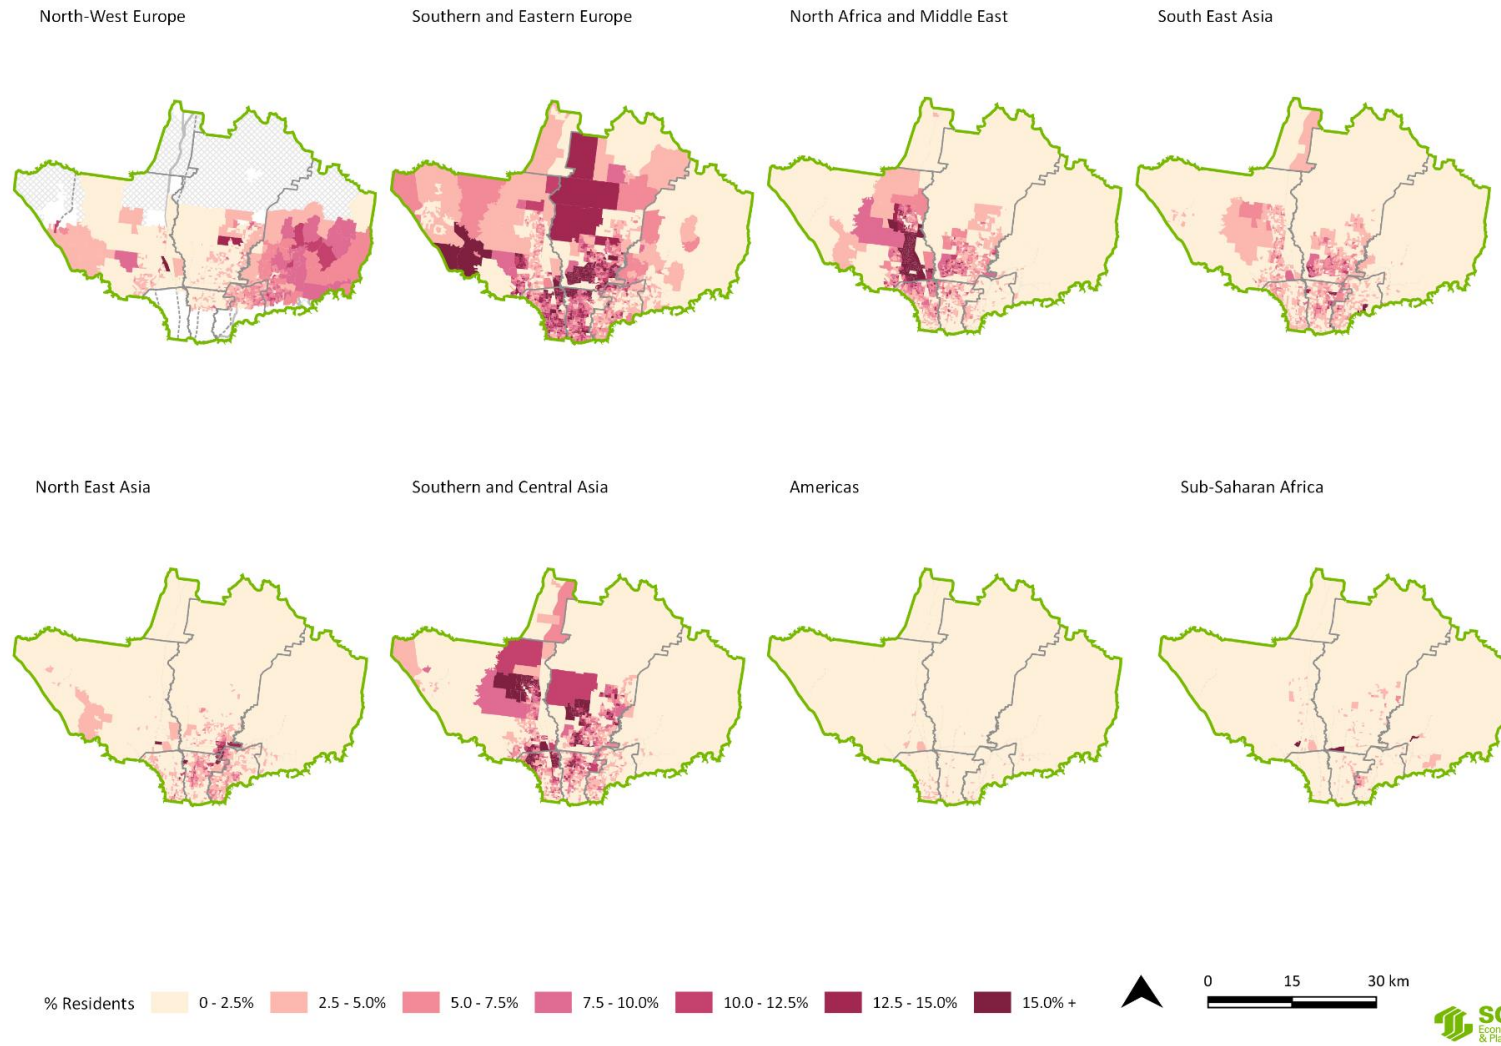 North-West Europe
Southern and Eastern Europe
North Africa and Middle East
South East Asia
North East Asia
Southern and Central Asia
Americas
Sub-Saharan Africa
% Residents
0 - 2.5%
2.5 - 5.0%
5.0 - 7.5%
7.5 - 10.0%
10.0 - 12.5%
12.5 - 15.0%
15.0% +
0 15 30 km